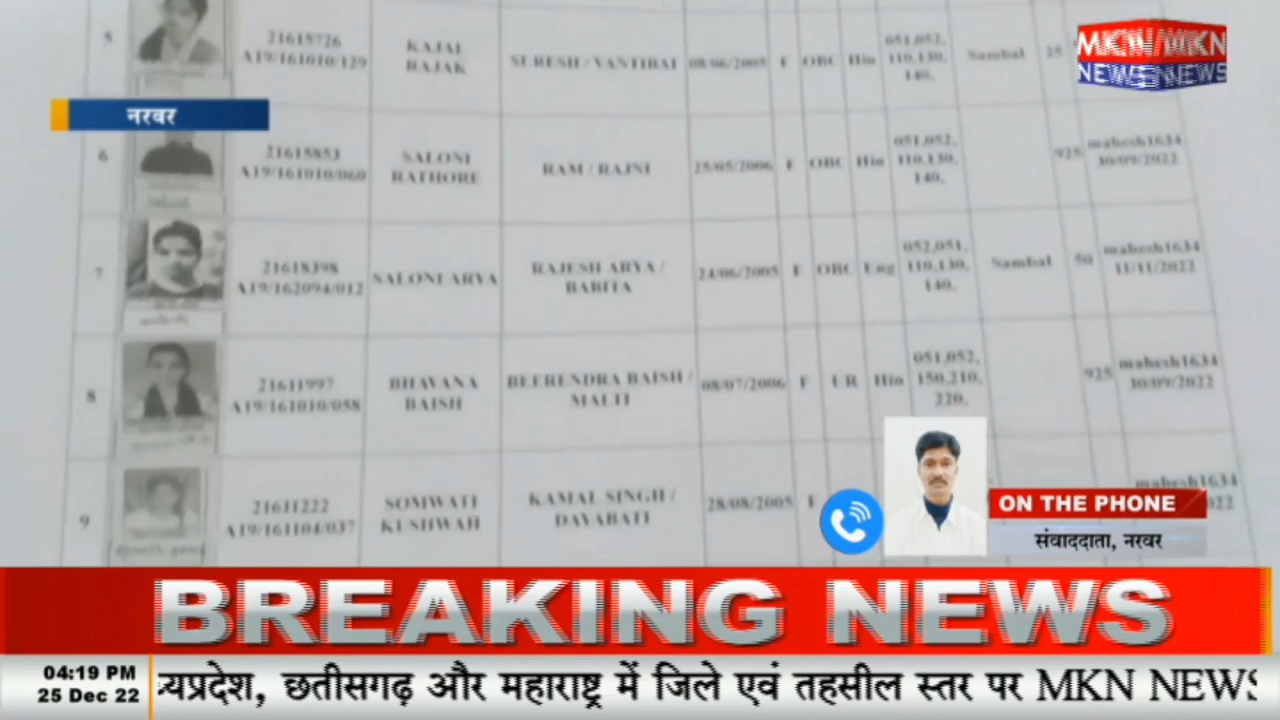 5
21615726
A19/161010/129
KAJAL
RAJAK
SURESH / VANTIBAI
08/06/2005
F
OBC
Hin
051,052,
110,130,
140,
Sambal
25
MKN
NEWS
नरवर
6
21615853
A19/161010/060
SALONI
RATHORE
RAM / RAJNI
25/05/2006
F
OBC
Hin
051,052,
110,130,
140,
925
mahesh1634
30/09/2022
7
21618398
A19/162094/012
SALONI ARYA
RAJESH ARYA /
BABITA
24/06/2005
F
OBC
Eng
052,051,
110,130,
140,
Sambal
50
mahesh1634
11/11/2022
8
21611997
A19/161010/058
BHAVANA
BAISH
BEERENDRA BAISH /
MALTI
08/07/2006
F
UR
Hin
051,052,
150,210,
220,
925
mahesh1634
30/09/2022
9
21611222
A19/161104/037
SOMWATI
KUSHWAH
KAMAL SINGH /
DAYABATI
28/08/2005
mahesh1634
ON THE PHONE
संवाददाता, नरवर
BREAKING NEWS
04:19 PM
25 Dec 22
छतीसगढ़ और महाराष्ट्र में जिले एवं तहसील स्तर पर MKN NEWS